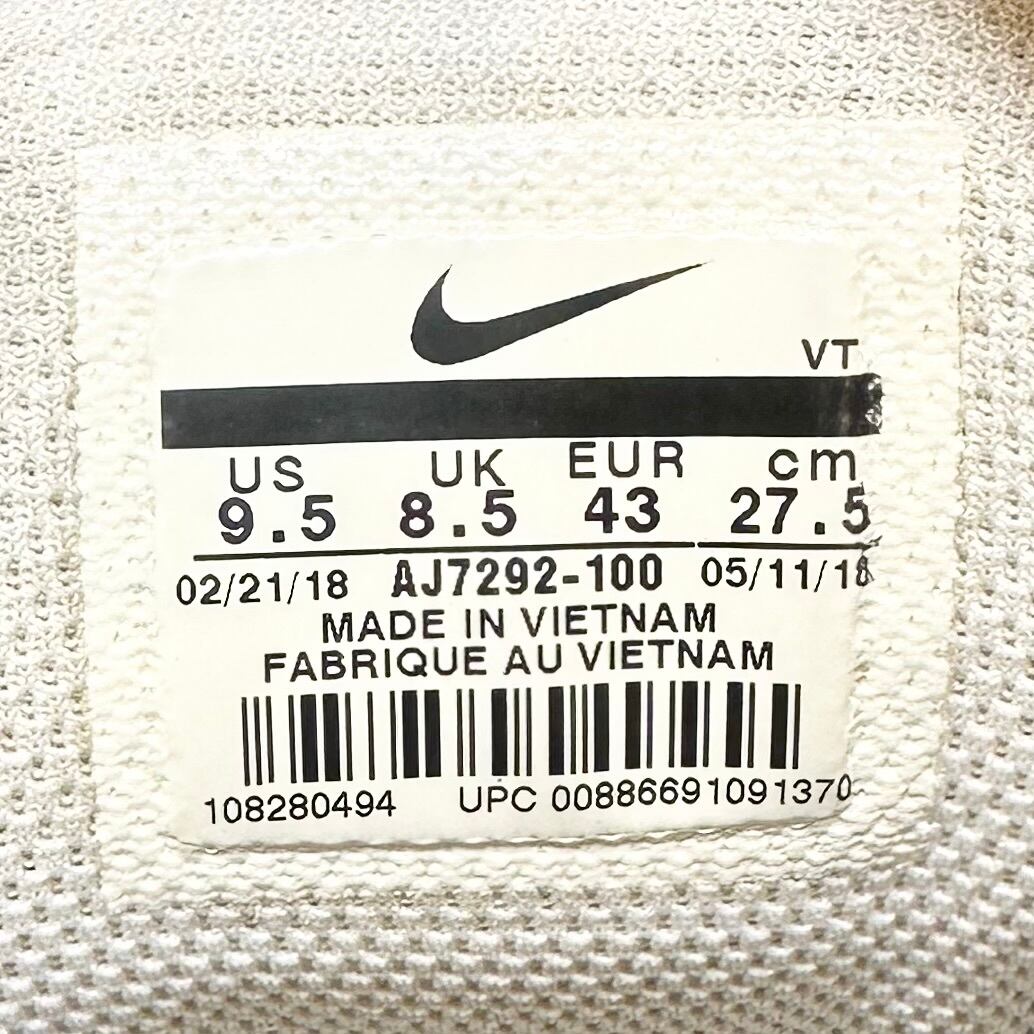 VT
US UK EUR cm
9.5 8.5 43 27.5
02/21/18 AJ7292-100 05/11/18
MADE IN VIETNAM
FABRIQUE AU VIETNAM
108280494 UPC 00886691091370